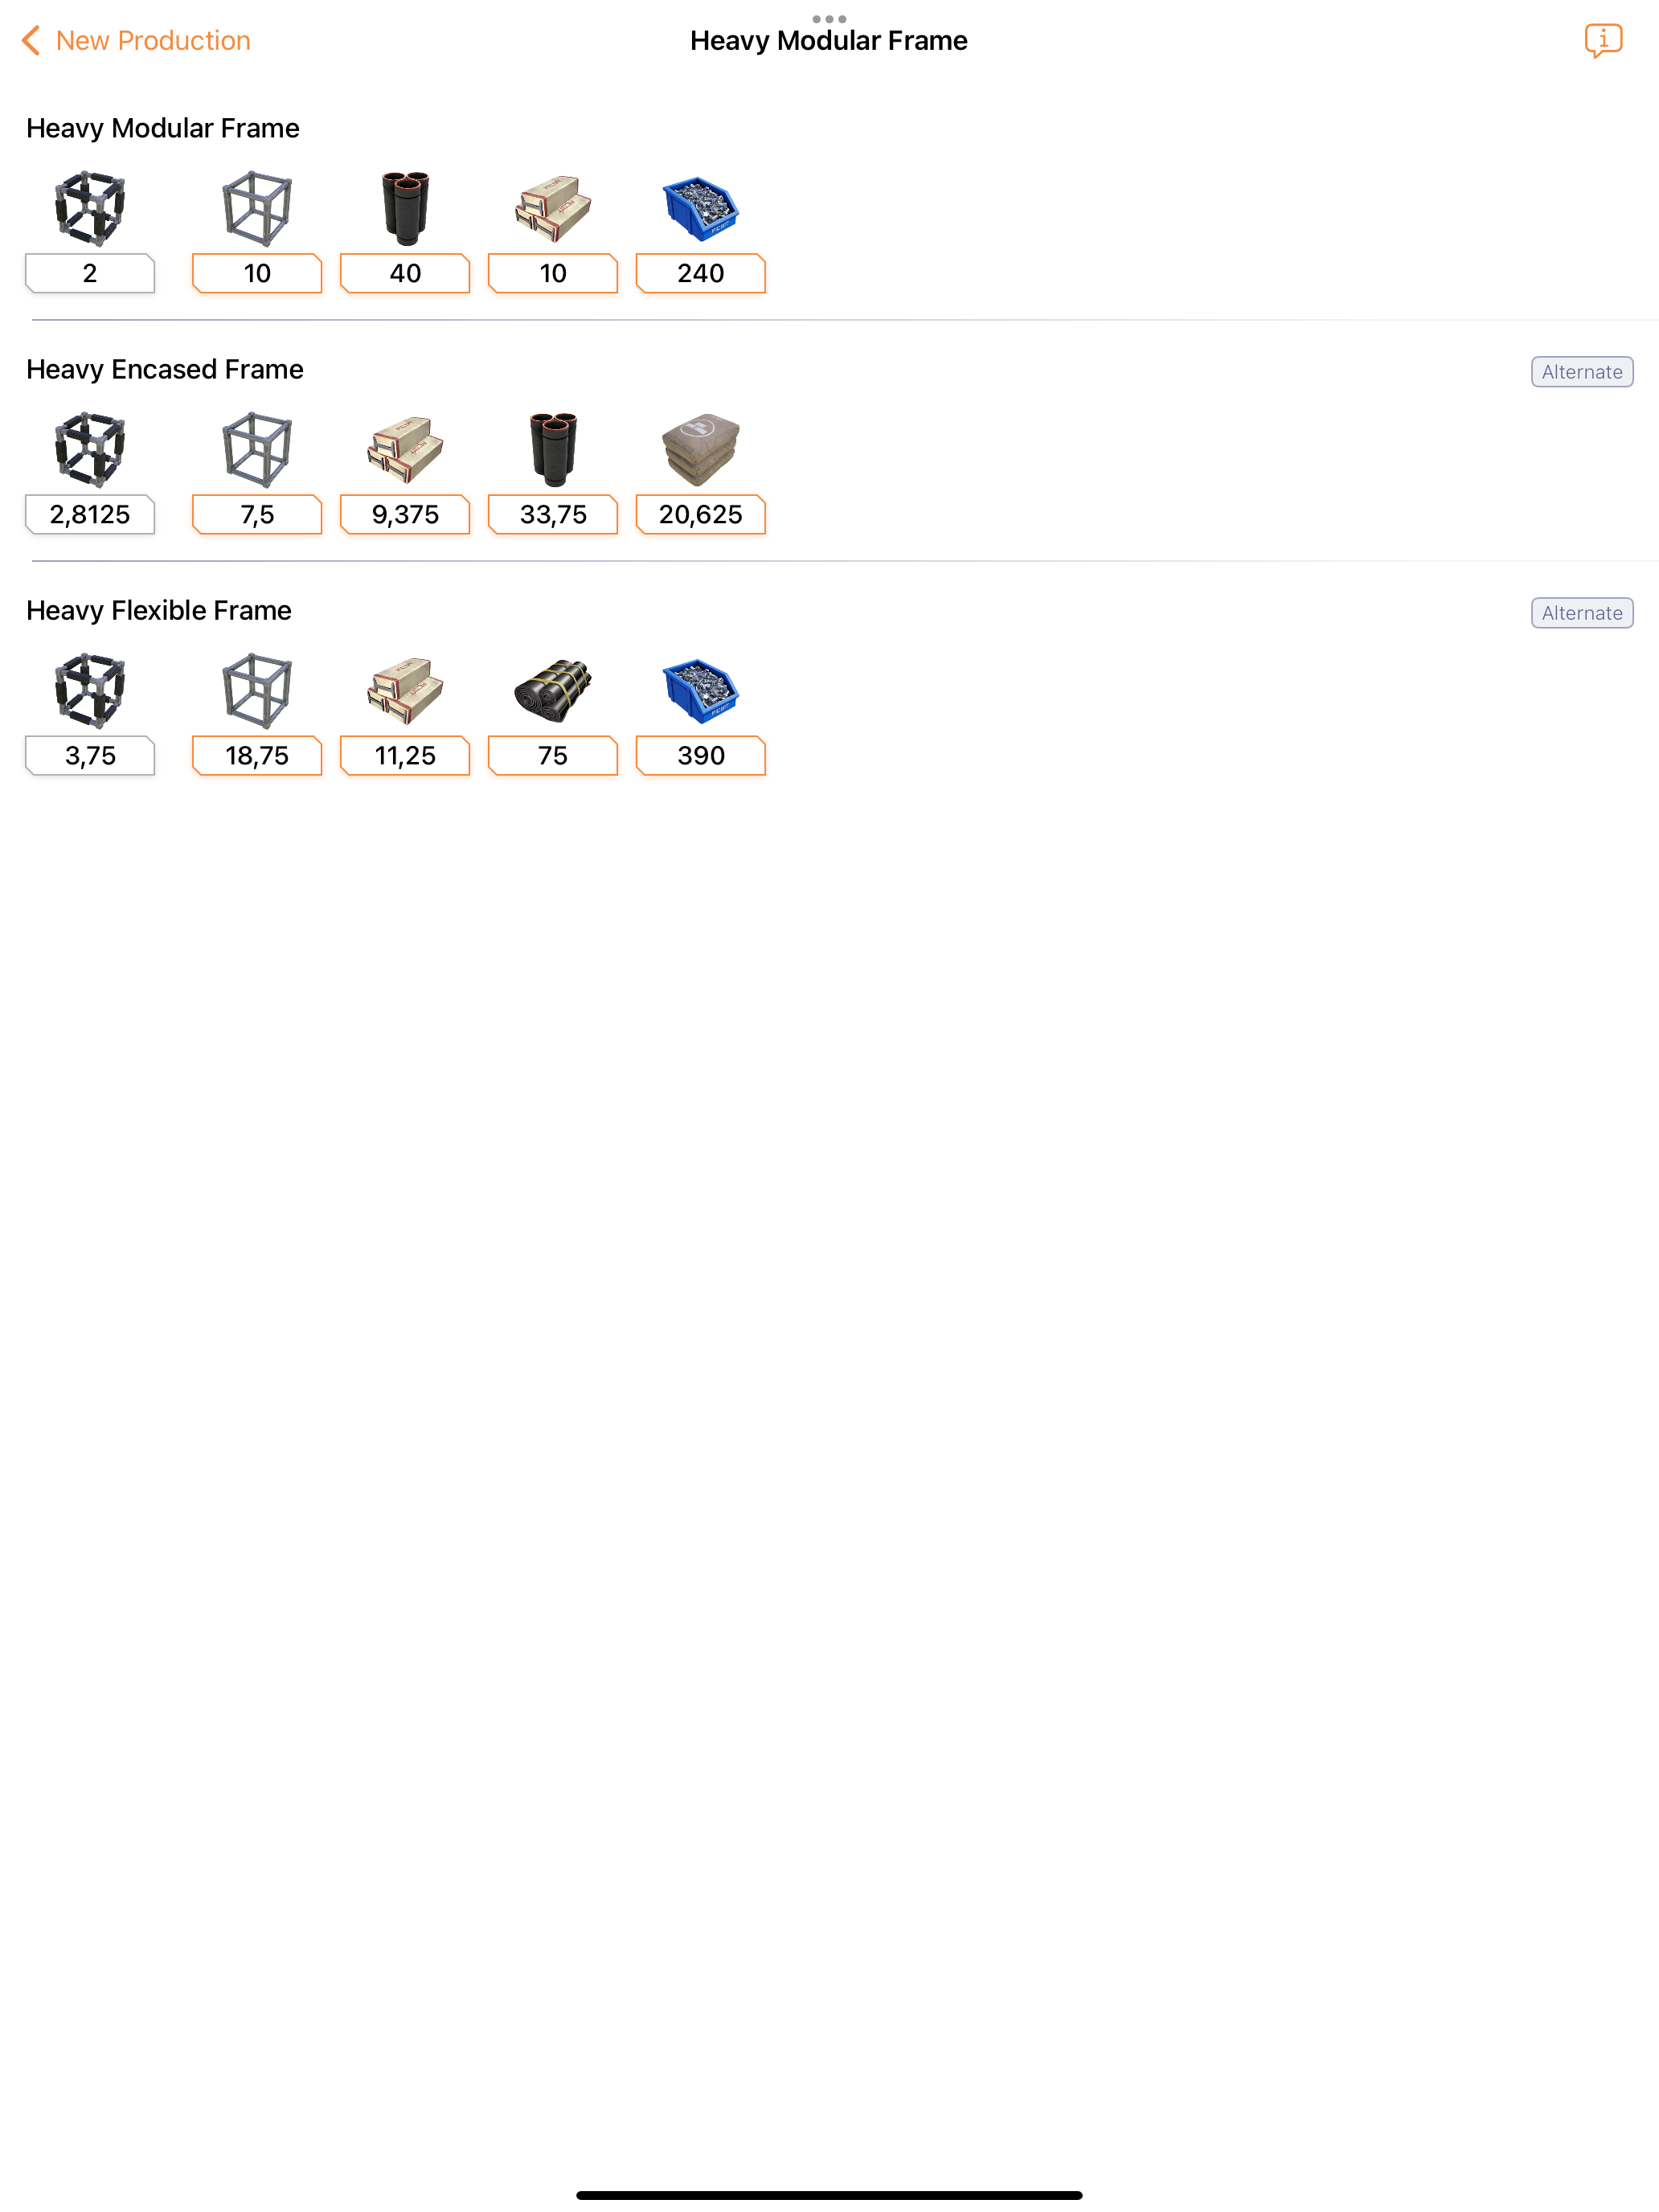 New Production
Heavy Modular Frame
Heavy Modular Frame
2 10 40 10 240
Heavy Encased Frame
Alternate
2,8125 7,5 9,375 33,75 20,625
Heavy Flexible Frame
Alternate
3,75 18,75 11,25 75 390